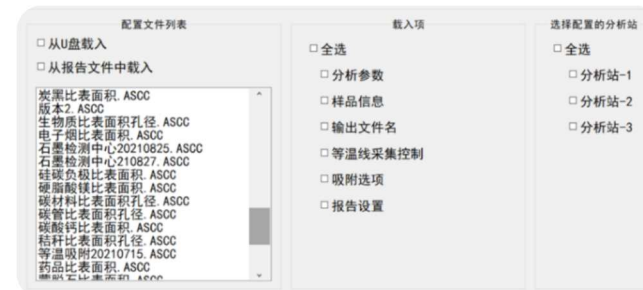 配置文件列表
从U盘载入
从报告文件中载入
炭黑比表面积.ASCC
版本2.ASCC
生物质比表面积孔径.ASCC
电子烟比表面积.ASCC
石墨检测中心20210825.ASCC
石墨检测中心210827.ASCC
硅碳负极比表面积.ASCC
硬脂酸镁比表面积.ASCC
碳材料比表面积孔径.ASCC
碳管比表面积孔径.ASCC
碳酸钙比表面积.ASCC
秸秆比表面积孔径.ASCC
等温吸附20210715.ASCC
药品比表面积.ASCC
蒙脱石比表面积.ASCC
载入项
全选
分析参数
样品信息
输出文件名
等温线采集控制
吸附选项
报告设置
选择配置的分析站
全选
分析站-1
分析站-2
分析站-3